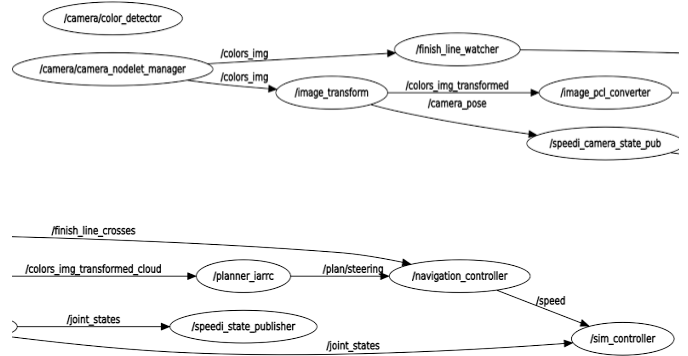 /camera/color_detector
/colors_img
/finish_line_watcher
/camera/camera_nodelet_manager
/colors_img
/image_transform
/colors_img_transformed
/image_pcl_converter
/camera_pose
/speedi_camera_state_pub
/finish_line_crosses
/colors_img_transformed_cloud
/planner_iarrc
/plan/steering
/navigation_controller
/speed
/joint_states
/speedi_state_publisher
/joint_states
/sim_controller